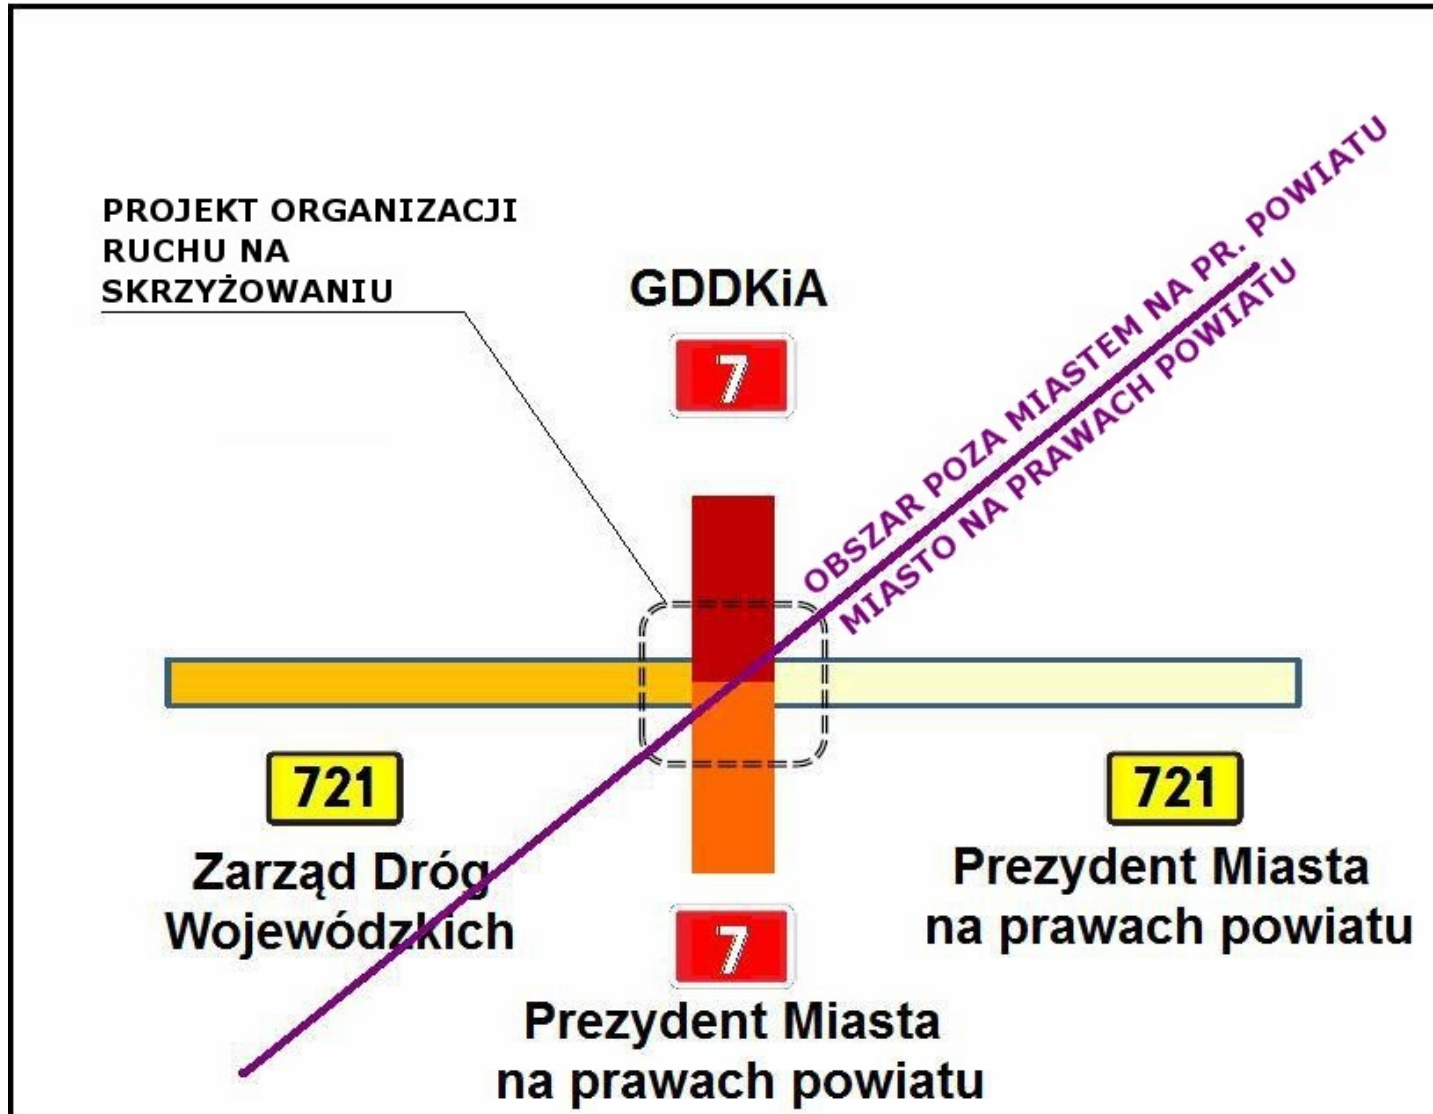 PROJEKT ORGANIZACJI
RUCHU NA
SKRZYŻOWANIU
GDDKiA
7
OBSZAR POZA MIASTEM NA PR. POWIATU
MIASTO NA PRAWACH POWIATU
721
Zarząd Dróg
Wojewódzkich
721
Prezydent Miasta
na prawach powiatu
7
Prezydent Miasta
na prawach powiatu